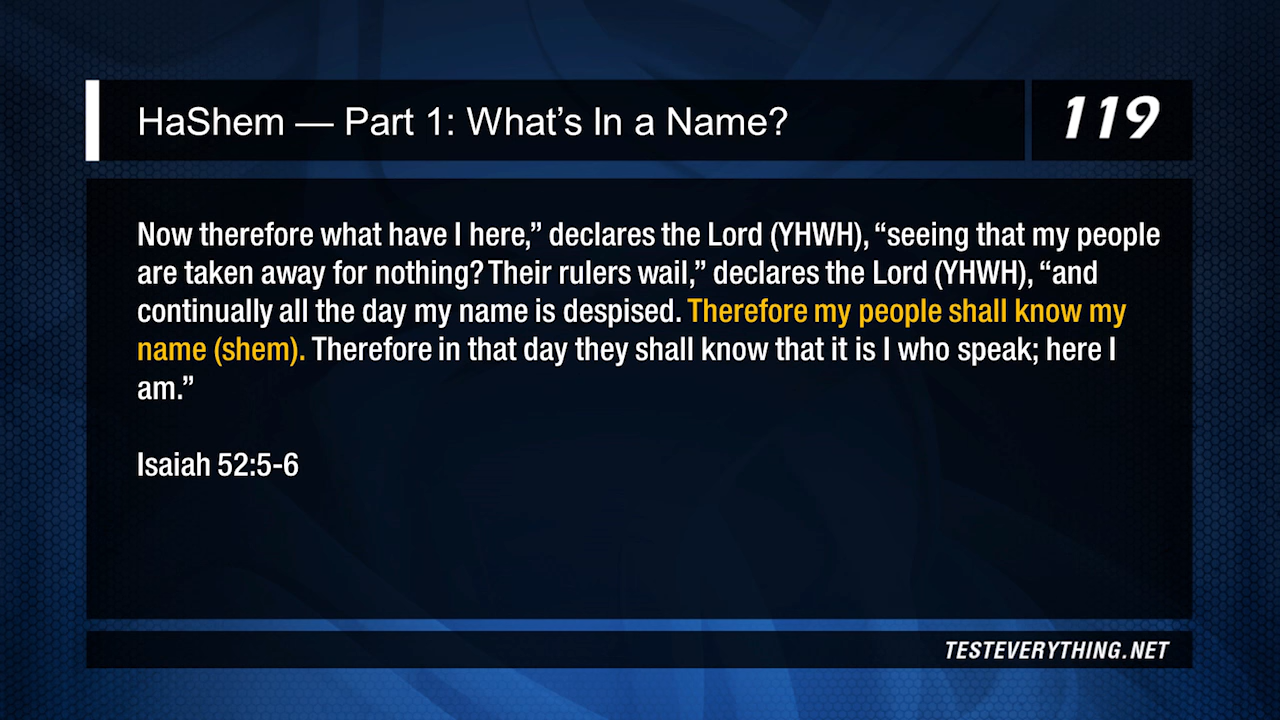 HaShem — Part 1: What’s In a Name?
119
Now therefore what have I here,” declares the Lord (YHWH), “seeing that my people
are taken away for nothing? Their rulers wail,” declares the Lord (YHWH), “and
continually all the day my name is despised. Therefore my people shall know my
name (shem). Therefore in that day they shall know that it is I who speak; here I
am.”
Isaiah 52:5-6
TESTEVERYTHING.NET